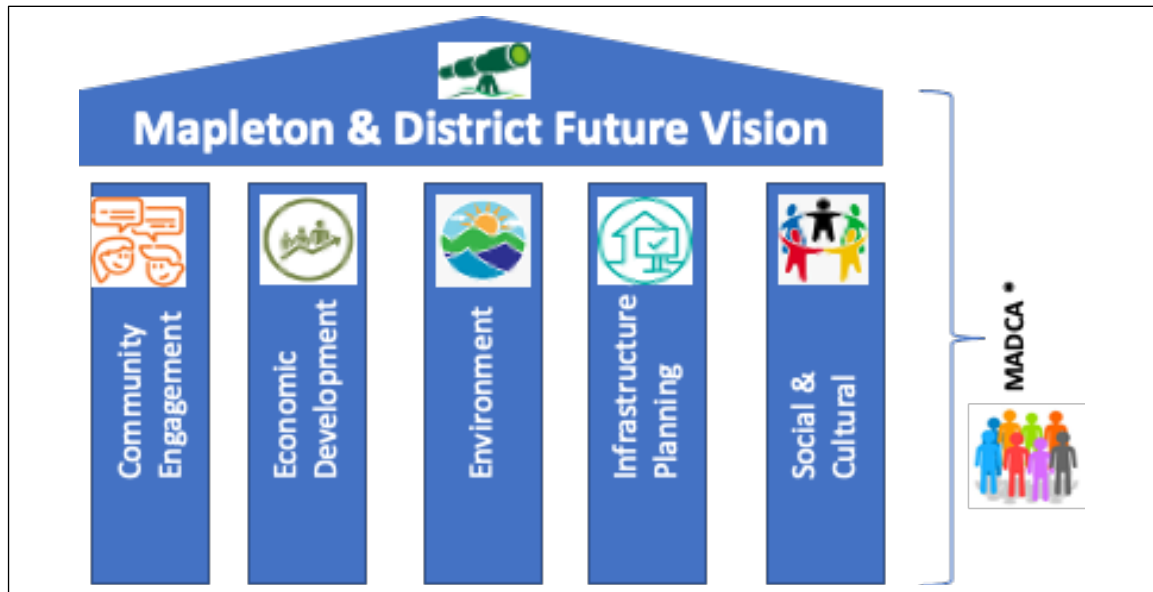 Mapleton & District Future Vision
Community
Engagement
Economic
Development
Environment
Infrastructure
Planning
Social &
Cultural
MADCA *